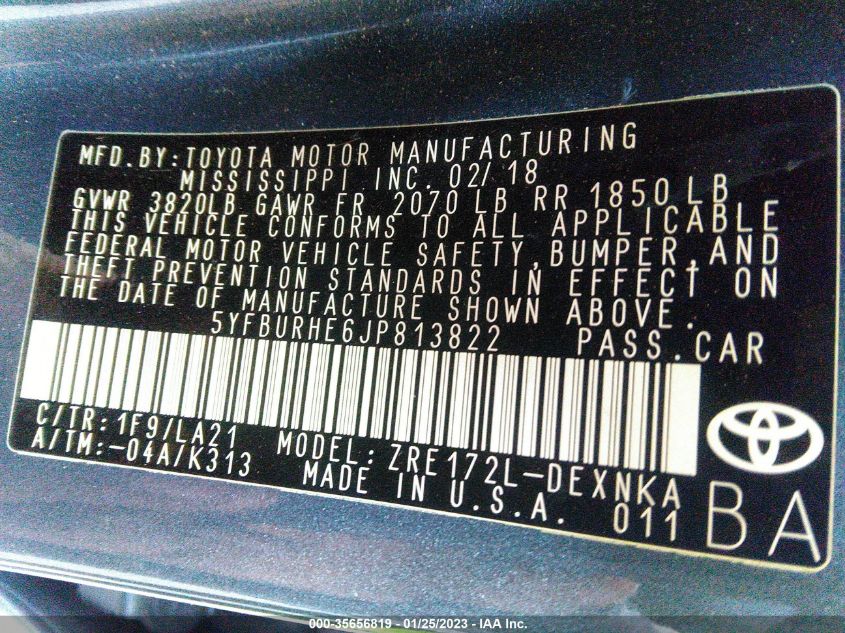 MFD.BY:TOYOTA MOTOR MANUFACTURING
MISSISSIPPI INC. 02/18
GVWR 3820LB GAWR FR 2070LB RR 1850LB
THIS VEHICLE CONFORMS TO ALL APPLICABLE
FEDERAL MOTOR VEHICLE SAFETY,BUMPER,AND
THEFT PREVENTION STANDARDS IN EFFECT ON
THE DATE OF MANUFACTURE SHOWN ABOVE.
5YFBURHE6JP813822 PASS.CAR
C/TR:1F9/LA21 MODEL:ZRE172L-DEXNKA
A/TM:-04A/K313 MADE IN U.S.A. 011
BA
000-35656819 - 01/25/2023 - IAA Inc.